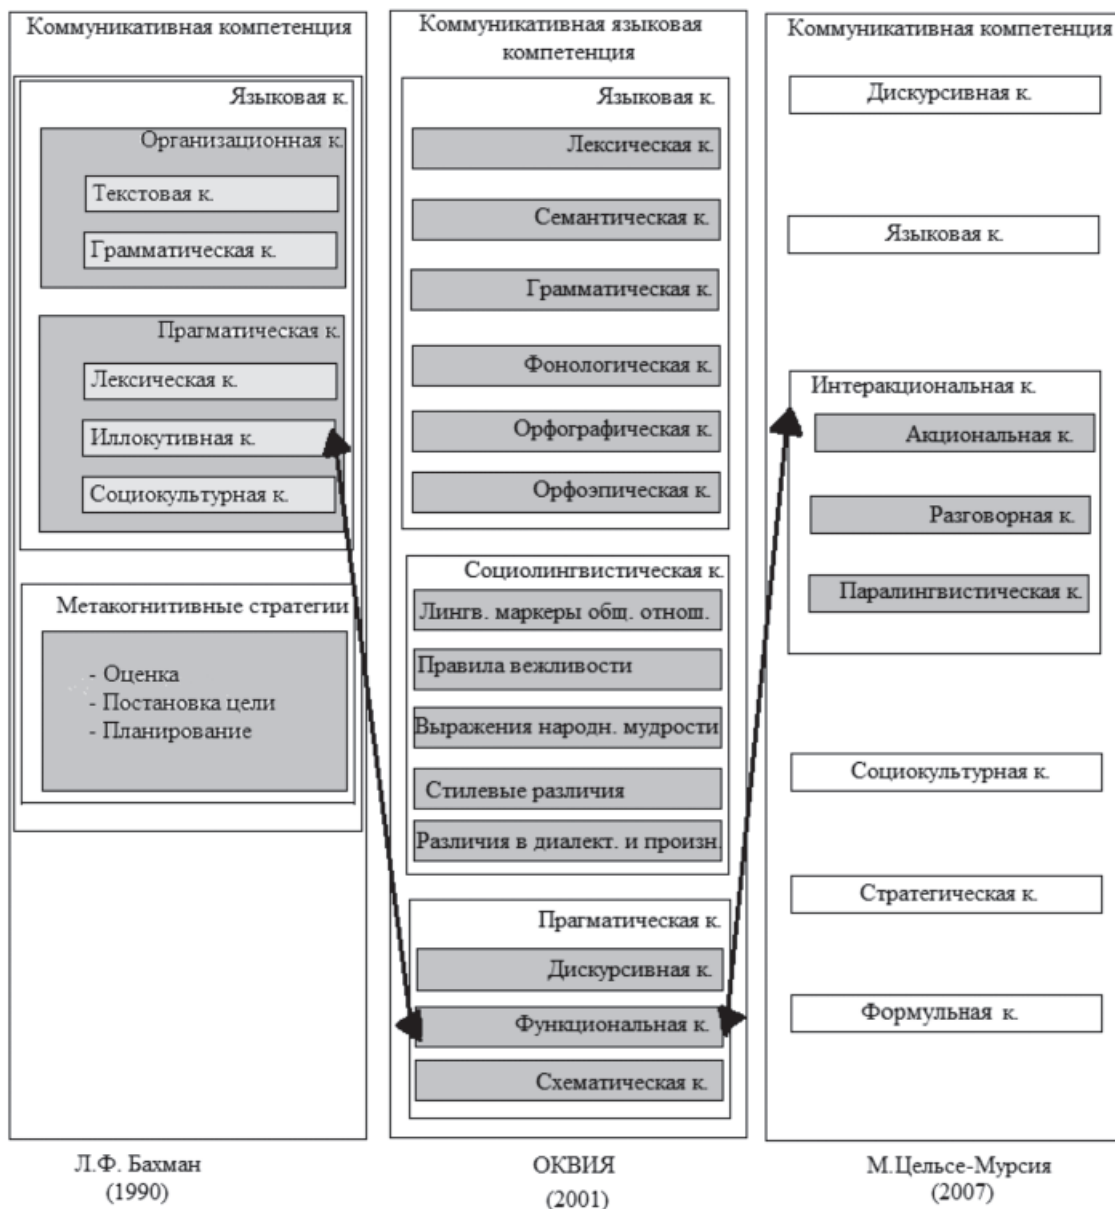 Коммуникативная компетенция
Языковая к.
Организационная к.
Текстовая к.
Грамматическая к.
Прагматическая к.
Лексическая к.
Иллокутивная к.
Социокультурная к.
Метакогнитивные стратегии
- Оценка
- Постановка цели
- Планирование
Л.Ф. Бахман
(1990)
Коммуникативная языковая
компетенция
Языковая к.
Лексическая к.
Семантическая к.
Грамматическая к.
Фонологическая к.
Орфографическая к.
Орфоэпическая к.
Социолингвистическая к.
Лингв. маркеры общ. отнош.
Правила вежливости
Выражения народн. мудрости
Стилевые различия
Различия в диалект. и произн.
Прагматическая к.
Дискурсивная к.
Функциональная к.
Схематическая к.
ОКВИЯ
(2001)
Коммуникативная компетенция
Дискурсивная к.
Языковая к.
Интеракциональная к.
Акциональная к.
Разговорная к.
Паралингвистическая к.
Социокультурная к.
Стратегическая к.
Формульная к.
М.Цельсе-Мурсия
(2007)